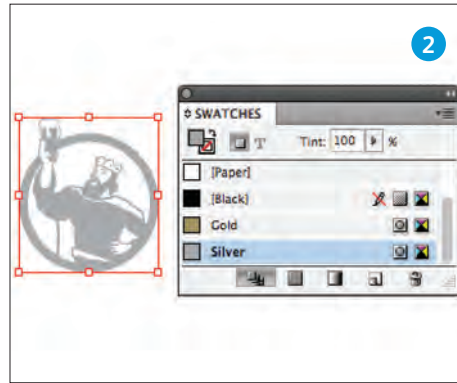 2
SWATCHES
T Tint: 100 %
[Paper]
[Black]
Gold
Silver